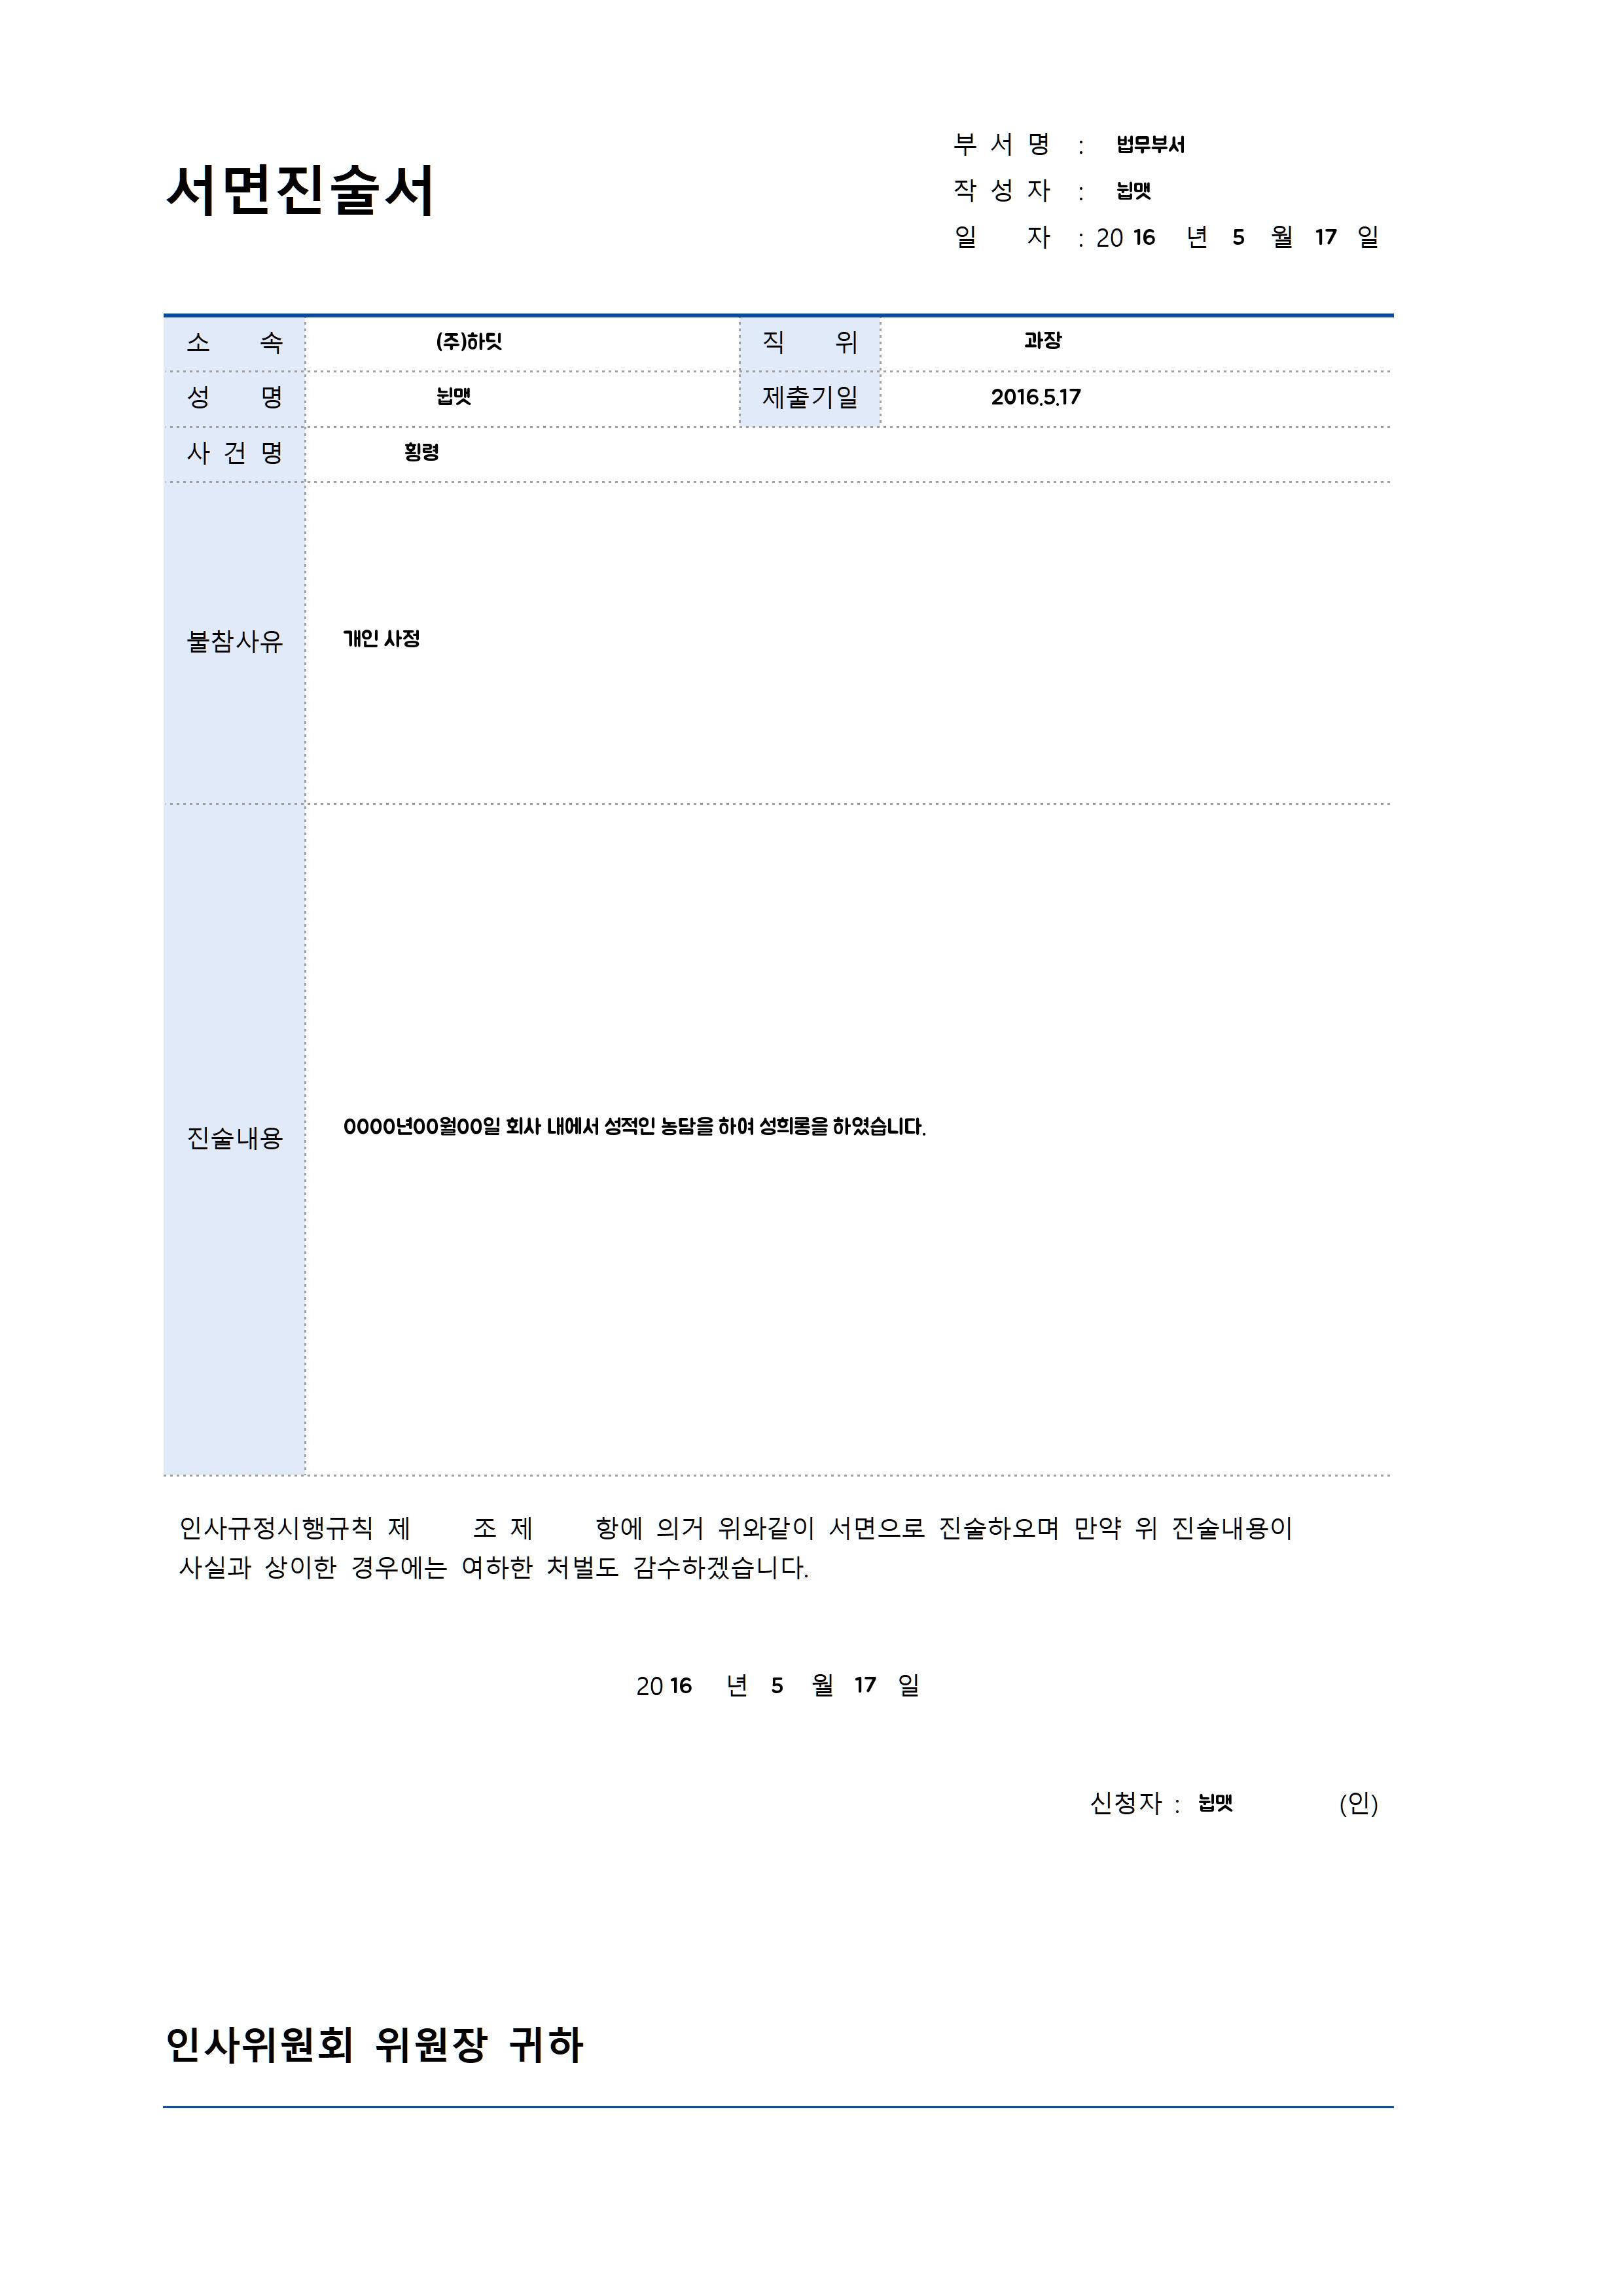 서면진술서
부 서 명 : 법무부서
작 성 자 : 뉩맷
일 자 : 20 16 년 5 월 17 일
소 속 (주)하딧 직 위 과장
성 명 뉩맷 제출기일 2016.5.17
사 건 명 횡령
불참사유 개인 사정
진술내용 0000년00월00일 회사 내에서 성적인 농담을 하여 성희롱을 하였습니다.
인사규정시행규칙 제 조 제 항에 의거 위와같이 서면으로 진술하오며 만약 위 진술내용이
사실과 상이한 경우에는 여하한 처벌도 감수하겠습니다.
20 16 년 5 월 17 일
신청자 : 뉩맷 (인)
인사위원회 위원장 귀하